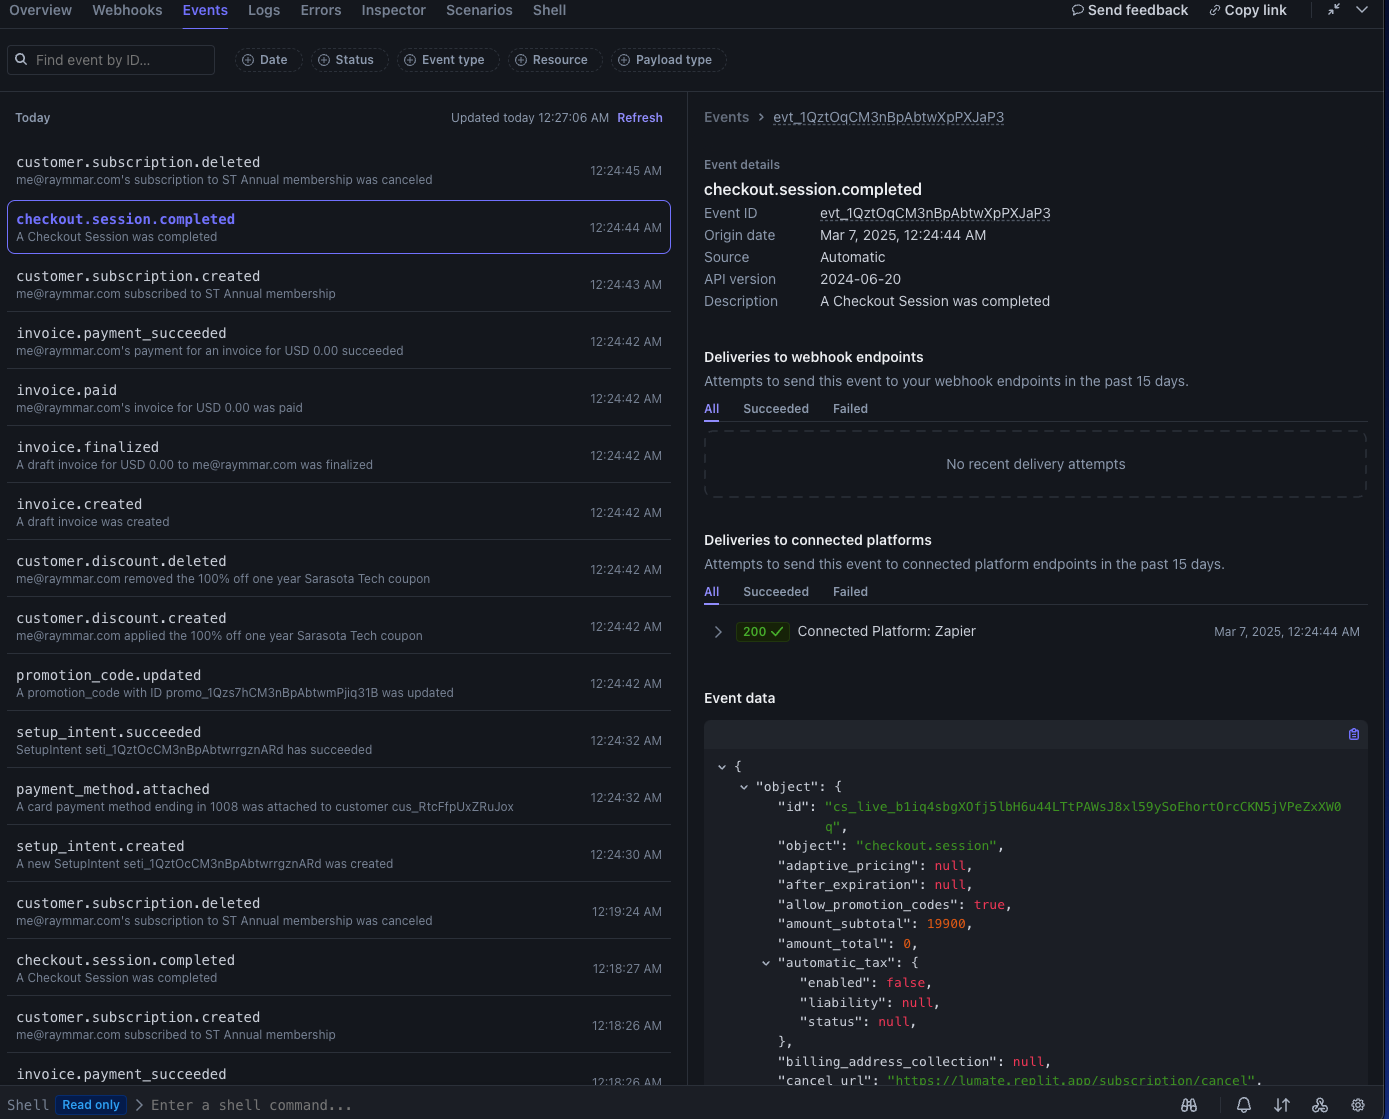 Overview Webhooks Events Logs Errors Inspector Scenarios Shell Send feedback Copy link
Find event by ID... Date Status Event type Resource Payload type
Today Updated today 12:27:06 AM Refresh
customer.subscription.deleted
me@raymmar.com's subscription to ST Annual membership was canceled
12:24:45 AM
checkout.session.completed
A Checkout Session was completed
12:24:44 AM
customer.subscription.created
me@raymmar.com subscribed to ST Annual membership
12:24:43 AM
invoice.payment_succeeded
me@raymmar.com's payment for an invoice for USD 0.00 succeeded
12:24:42 AM
invoice.paid
me@raymmar.com's invoice for USD 0.00 was paid
12:24:42 AM
invoice.finalized
A draft invoice for USD 0.00 to me@raymmar.com was finalized
12:24:42 AM
invoice.created
A draft invoice was created
12:24:42 AM
customer.discount.deleted
me@raymmar.com removed the 100% off one year Sarasota Tech coupon
12:24:42 AM
customer.discount.created
me@raymmar.com applied the 100% off one year Sarasota Tech coupon
12:24:42 AM
promotion_code.updated
A promotion_code with ID promo_1Qzs7hCM3nBpAbtwmPjiq31B was updated
12:24:42 AM
setup_intent.succeeded
SetupIntent seti_1QztOcCM3nBpAbtwrrgznARd has succeeded
12:24:32 AM
payment_method.attached
A card payment method ending in 1008 was attached to customer cus_RtcFfpUxZRuJox
12:24:32 AM
setup_intent.created
A new SetupIntent seti_1QztOcCM3nBpAbtwrrgznARd was created
12:24:30 AM
customer.subscription.deleted
me@raymmar.com's subscription to ST Annual membership was canceled
12:19:24 AM
checkout.session.completed
A Checkout Session was completed
12:18:27 AM
customer.subscription.created
me@raymmar.com subscribed to ST Annual membership
12:18:26 AM
invoice.payment_succeeded
12:18:26 AM
Events > evt_1QztOqCM3nBpAbtwXpPXJaP3
Event details
checkout.session.completed
Event ID evt_1QztOqCM3nBpAbtwXpPXJaP3
Origin date Mar 7, 2025, 12:24:44 AM
Source Automatic
API version 2024-06-20
Description A Checkout Session was completed
Deliveries to webhook endpoints
Attempts to send this event to your webhook endpoints in the past 15 days.
All Succeeded Failed
No recent delivery attempts
Deliveries to connected platforms
Attempts to send this event to connected platform endpoints in the past 15 days.
All Succeeded Failed
200 Connected Platform: Zapier Mar 7, 2025, 12:24:44 AM
Event data
{
"object": {
"id": "cs_live_b1iq4sbgXOfj5lbH6u44LTtPAWsJ8xl59ySoEhortOrcCKN5jVPeZxXW0
q",
"object": "checkout.session",
"adaptive_pricing": null,
"after_expiration": null,
"allow_promotion_codes": true,
"amount_subtotal": 19900,
"amount_total": 0,
"automatic_tax": {
"enabled": false,
"liability": null,
"status": null,
},
"billing_address_collection": null,
"cancel_url": "https://lumate.replit.app/subscription/cancel",
Shell Read only > Enter a shell command...